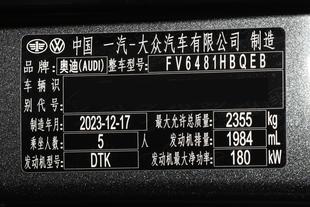 中国 一汽-大众汽车有限公司 制造
品牌 奥迪(AUDI) 整车型号 FV6481HBQEB
车辆识别代号
制造年月 2023-12-17 最大允许总质量 2355 kg
乘坐人数 5 人 发动机排量 1984 mL
发动机型号 DTK 发动机最大净功率 180 kW